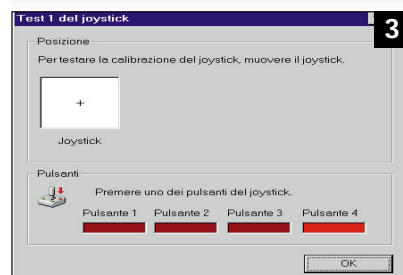 Test 1 del joystick
3
Posizione
Per testare la calibrazione del joystick, muovere il joystick.
Joystick
Pulsanti
Premere uno dei pulsanti del joystick.
Pulsante 1 Pulsante 2 Pulsante 3 Pulsante 4
OK